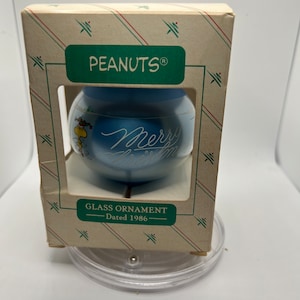 PEANUTS®
Merry
GLASS ORNAMENT
Dated 1986